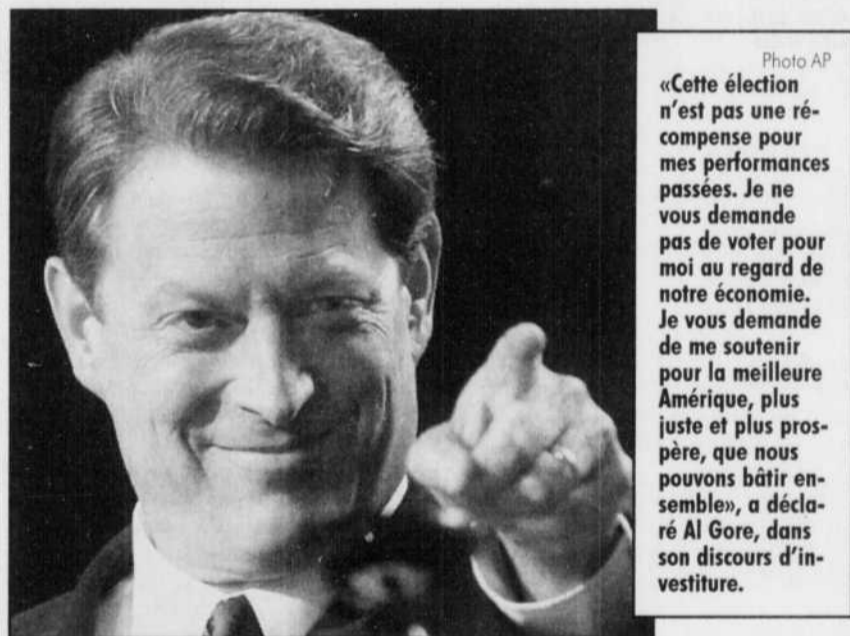 Photo AP
«Cette élection
n'est pas une ré-
compense pour
mes performances
passées. Je ne
vous demande
pas de voter pour
moi au regard de
notre économie.
Je vous demande
de me soutenir
pour la meilleure
Amérique, plus
juste et plus pros-
père, que nous
pouvons bâtir en-
semble», a décla-
ré Al Gore, dans
son discours d'in-
vestiture.